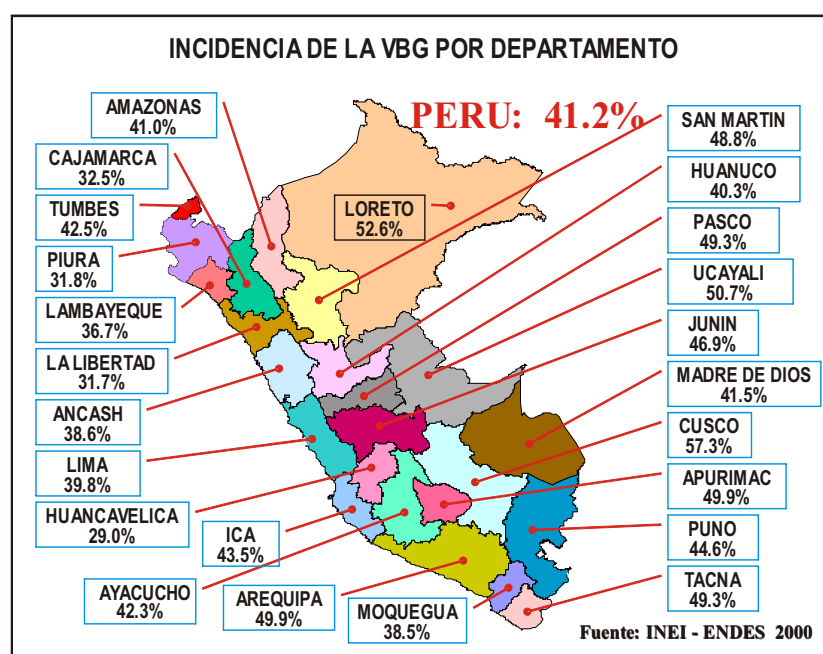 INCIDENCIA DE LA VBG POR DEPARTAMENTO
PERU: 41.2%
AMAZONAS
41.0%
CAJAMARCA
32.5%
TUMBES
42.5%
PIURA
31.8%
LAMBAYEQUE
36.7%
LA LIBERTAD
31.7%
ANCASH
38.6%
LIMA
39.8%
HUANCAVELICA
29.0%
ICA
43.5%
AYACUCHO
42.3%
AREQUIPA
49.9%
MOQUEGUA
38.5%
LORETO
52.6%
SAN MARTIN
48.8%
HUANUCO
40.3%
PASCO
49.3%
UCAYALI
50.7%
JUNIN
46.9%
MADRE DE DIOS
41.5%
CUSCO
57.3%
APURIMAC
49.9%
PUNO
44.6%
TACNA
49.3%
Fuente: INEI - ENDES 2000